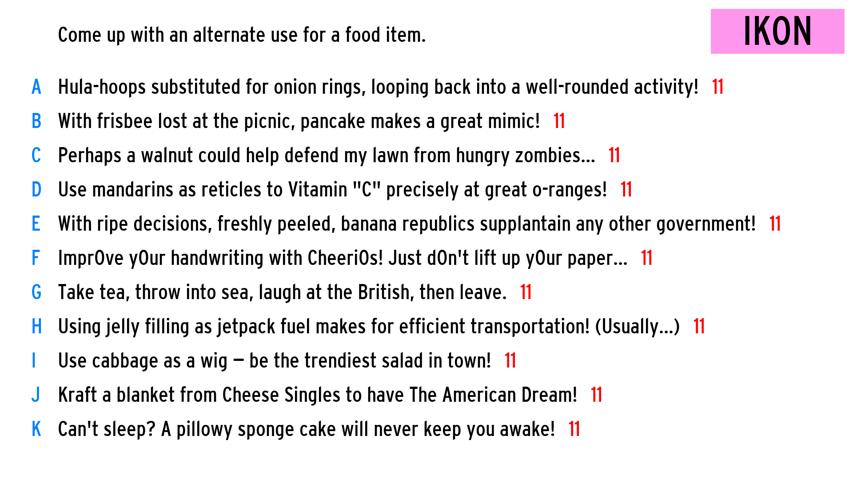 Come up with an alternate use for a food item.
IKON
A Hula-hoops substituted for onion rings, looping back into a well-rounded activity! 11
B With frisbee lost at the picnic, pancake makes a great mimic! 11
C Perhaps a walnut could help defend my lawn from hungry zombies... 11
D Use mandarins as reticles to Vitamin "C" precisely at great o-ranges! 11
E With ripe decisions, freshly peeled, banana republics supplantain any other government! 11
F Impr0ve y0ur handwriting with Cheeri0s! Just d0n't lift up y0ur paper... 11
G Take tea, throw into sea, laugh at the British, then leave. 11
H Using jelly filling as jetpack fuel makes for efficient transportation! (Usually...) 11
I Use cabbage as a wig – be the trendiest salad in town! 11
J Kraft a blanket from Cheese Singles to have The American Dream! 11
K Can't sleep? A pillowy sponge cake will never keep you awake! 11